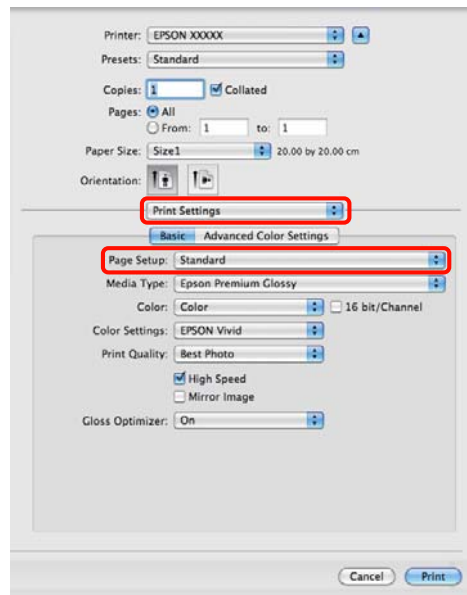 Printer: EPSON XXXXX
Presets: Standard
Copies: 1 Collated
Pages: All
From: 1 to: 1
Paper Size: Size1 20.00 by 20.00 cm
Orientation:
Print Settings
Basic Advanced Color Settings
Page Setup: Standard
Media Type: Epson Premium Glossy
Color: Color 16 bit/Channel
Color Settings: EPSON Vivid
Print Quality: Best Photo
High Speed
Mirror Image
Gloss Optimizer: On
Cancel Print